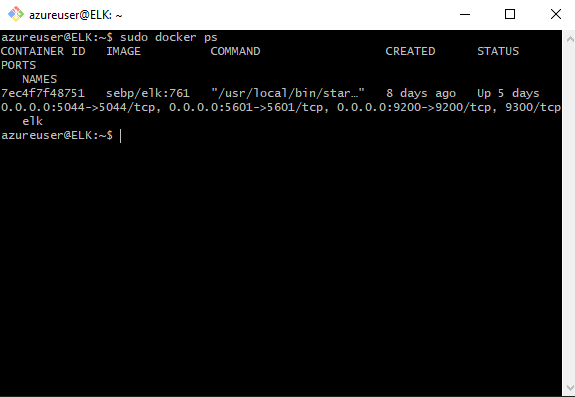 azureuser@ELK: ~
azureuser@ELK:~$ sudo docker ps
CONTAINER ID   IMAGE          COMMAND                  CREATED      STATUS
PORTS
   NAMES
7ec4f7f48751   sebp/elk:761   "/usr/local/bin/star…"   8 days ago   Up 5 days
0.0.0.0:5044->5044/tcp, 0.0.0.0:5601->5601/tcp, 0.0.0.0:9200->9200/tcp, 9300/tcp
   elk
azureuser@ELK:~$